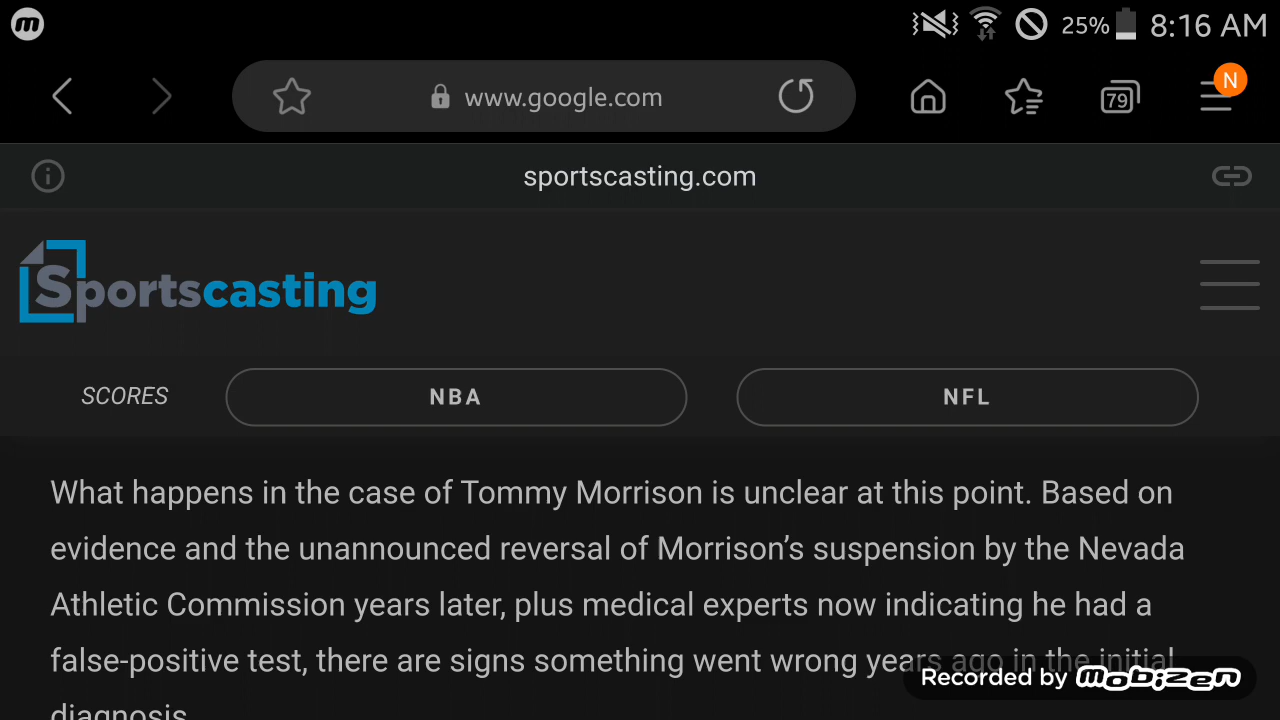 m 25% 8:16 AM
www.google.com 79 N
sportscasting.com
Sportscasting
SCORES NBA NFL
What happens in the case of Tommy Morrison is unclear at this point. Based on
evidence and the unannounced reversal of Morrison’s suspension by the Nevada
Athletic Commission years later, plus medical experts now indicating he had a
false-positive test, there are signs something went wrong years ago in the initial
diagnosis
Recorded by mobizen